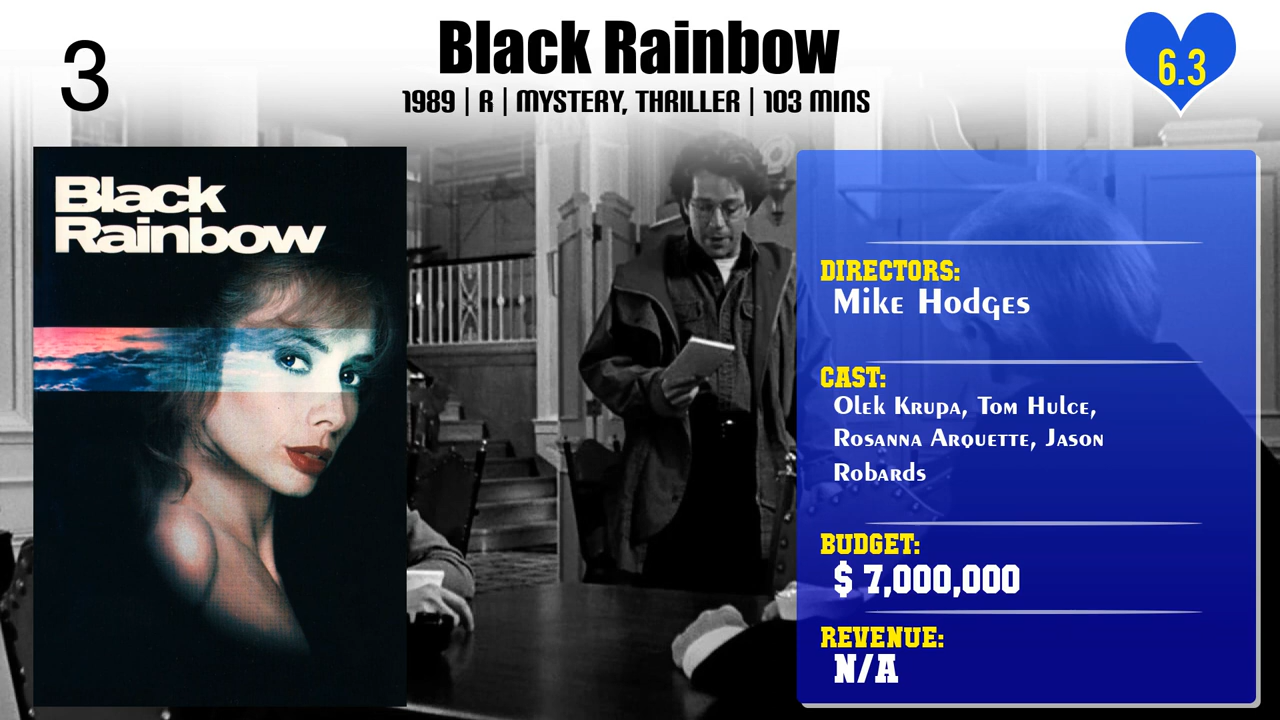 3
Black Rainbow
1989 | R | MYSTERY, THRILLER | 103 MINS
6.3
Black
Rainbow
DIRECTORS:
Mike Hodges
CAST:
Olek Krupa, Tom Hulce,
Rosanna Arquette, Jason
Robards
BUDGET:
$ 7,000,000
REVENUE:
N/A